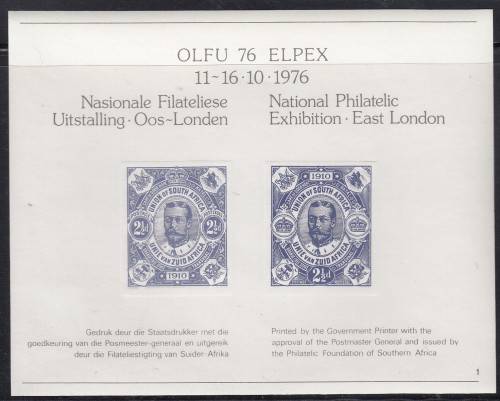 OLFU 76 ELPEX
11~16·10·1976
Nasionale Filateliese
Uitstalling·Oos~Londen
National Philatelic
Exhibition·East London
UNION OF SOUTH AFRICA
2½ 2½d
UNIE VAN ZUID AFRIKA
1910
1910
UNION OF SOUTH AFRICA
UNIE VAN ZUID AFRIKA
2½d
Gedruk deur die Staatsdrukker met die
goedkeuring van die Posmeester-generaal en uitgereik
deur die Filateliestigting van Suider-Afrika
Printed by the Government Printer with the
approval of the Postmaster General and issued by
the Philatelic Foundation of Southern Africa
1